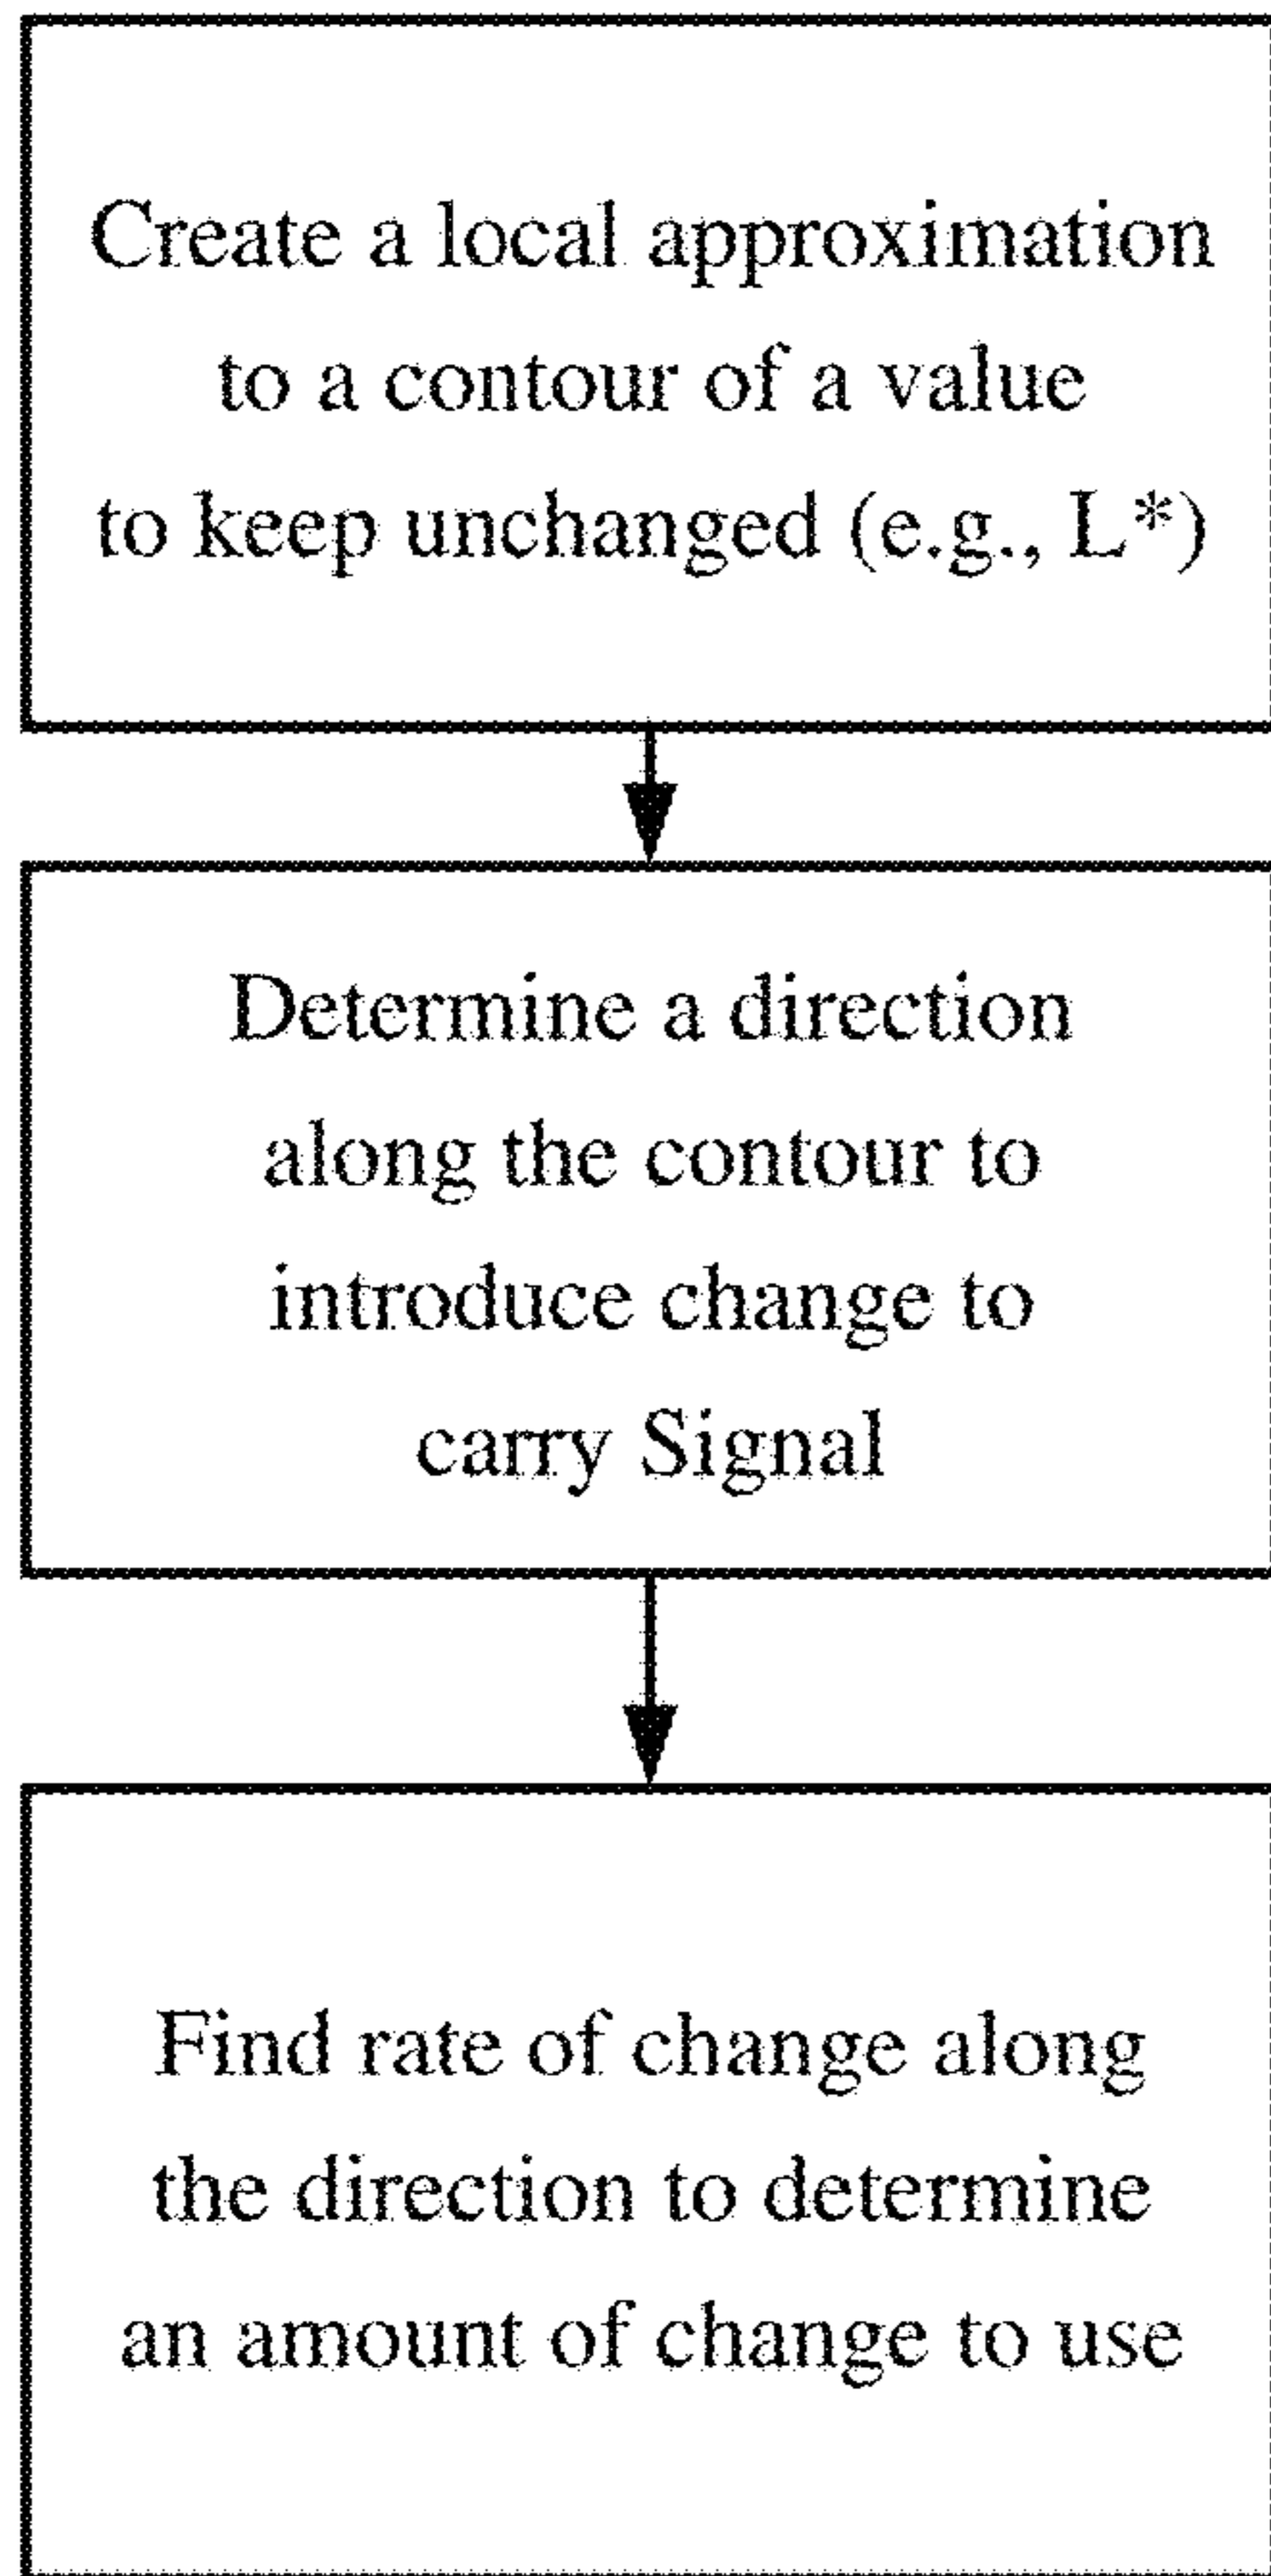 Create a local approximation
to a contour of a value
to keep unchanged (e.g., L*)
Determine a direction
along the contour to
introduce change to
carry Signal
Find rate of change along
the direction to determine
an amount of change to use